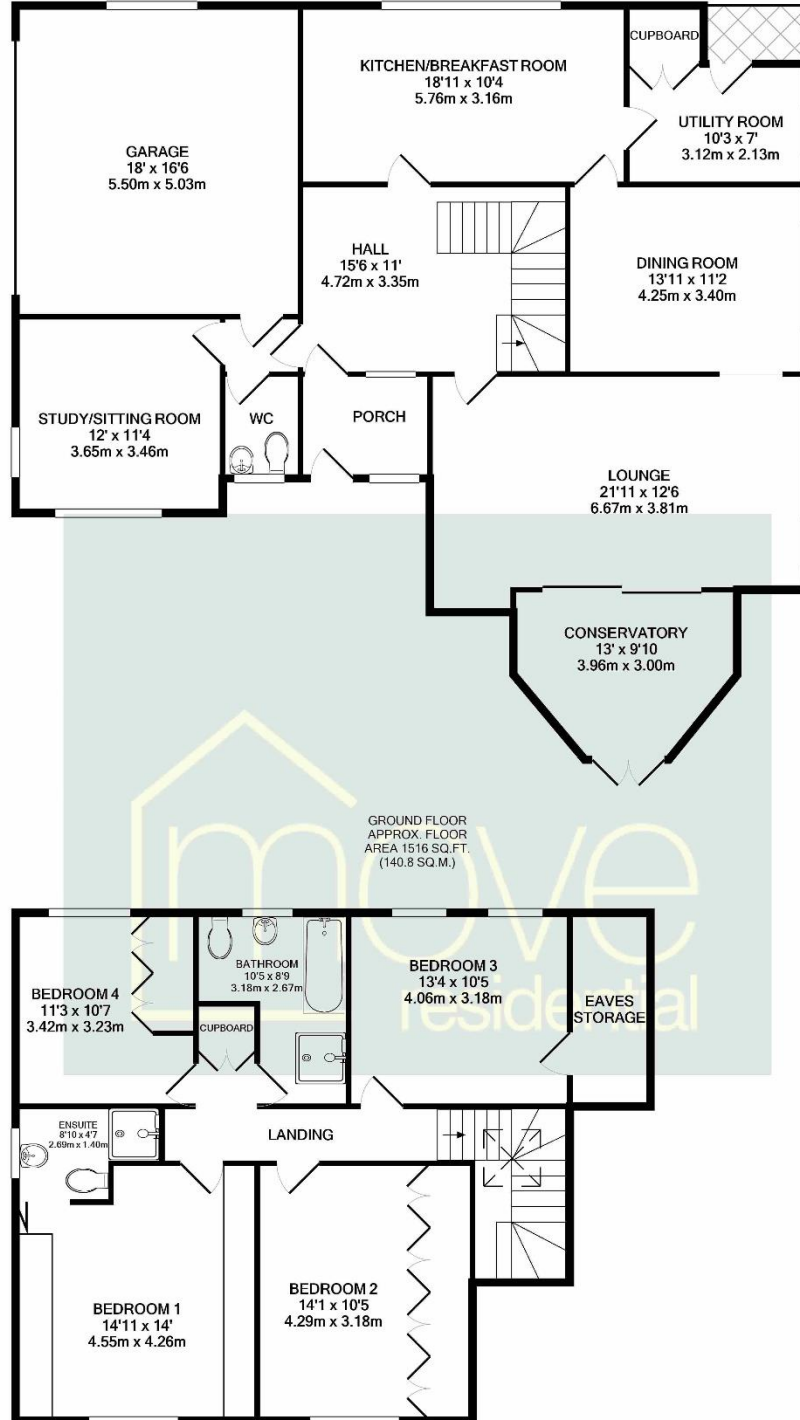 CUPBOARD
KITCHEN/BREAKFAST ROOM
18'11 x 10'4
5.76m x 3.16m
UTILITY ROOM
10'3 x 7'
3.12m x 2.13m
GARAGE
18' x 16'6
5.50m x 5.03m
HALL
15'6 x 11'
4.72m x 3.35m
DINING ROOM
13'11 x 11'2
4.25m x 3.40m
STUDY/SITTING ROOM
12' x 11'4
3.65m x 3.46m
WC
PORCH
LOUNGE
21'11 x 12'6
6.67m x 3.81m
CONSERVATORY
13' x 9'10
3.96m x 3.00m
GROUND FLOOR
APPROX. FLOOR
AREA 1516 SQ.FT.
(140.8 SQ.M.)
move
residential
BEDROOM 4
11'3 x 10'7
3.42m x 3.23m
BATHROOM
10'5 x 8'9
3.18m x 2.67m
CUPBOARD
BEDROOM 3
13'4 x 10'5
4.06m x 3.18m
EAVES
STORAGE
ENSUITE
8'10 x 4'7
2.69m x 1.40m
LANDING
BEDROOM 1
14'11 x 14'
4.55m x 4.26m
BEDROOM 2
14'1 x 10'5
4.29m x 3.18m